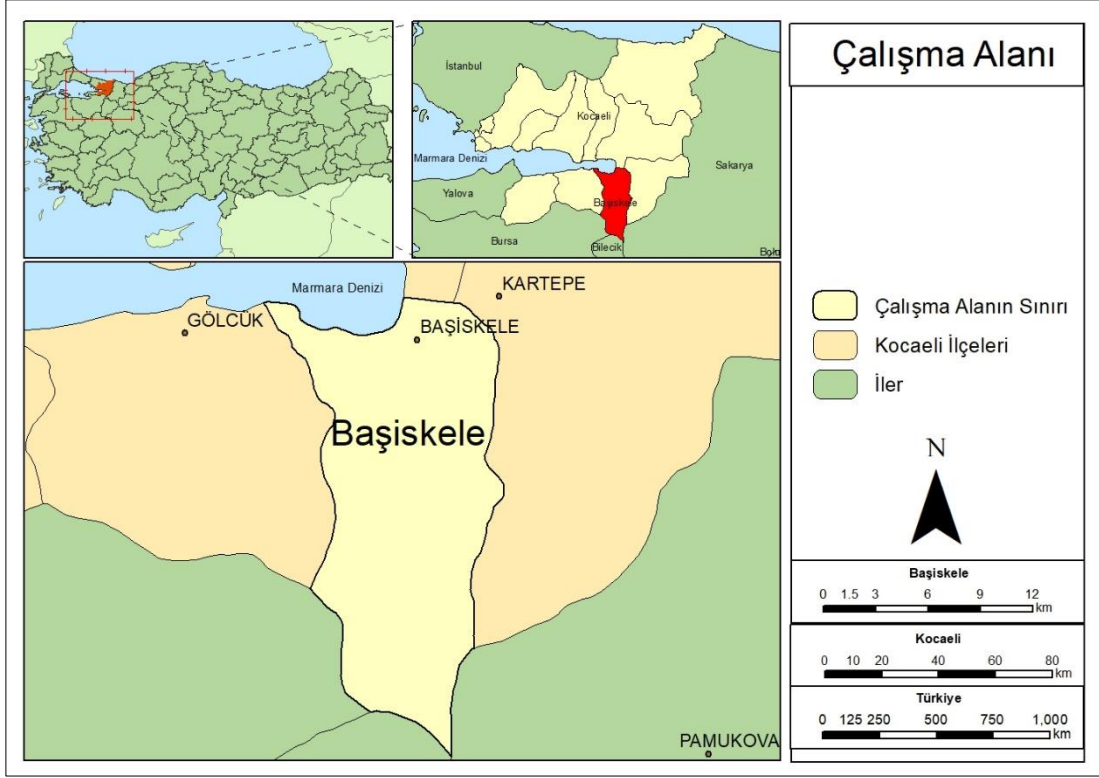 Çalışma Alanı
İstanbul
Kocaeli
Marmara Denizi
Sakarya
Yalova
Başiskele
Bursa
Bilecik
Marmara Denizi
KARTEPE
GÖLCÜK
BAŞİSKELE
Başiskele
PAMUKOVA
Çalışma Alanın Sınırı
Kocaeli İlçeleri
İler
N
Başiskele
0 1.5 3 6 9 12
km
Kocaeli
0 10 20 40 60 80
km
Türkiye
0 125 250 500 750 1,000
km